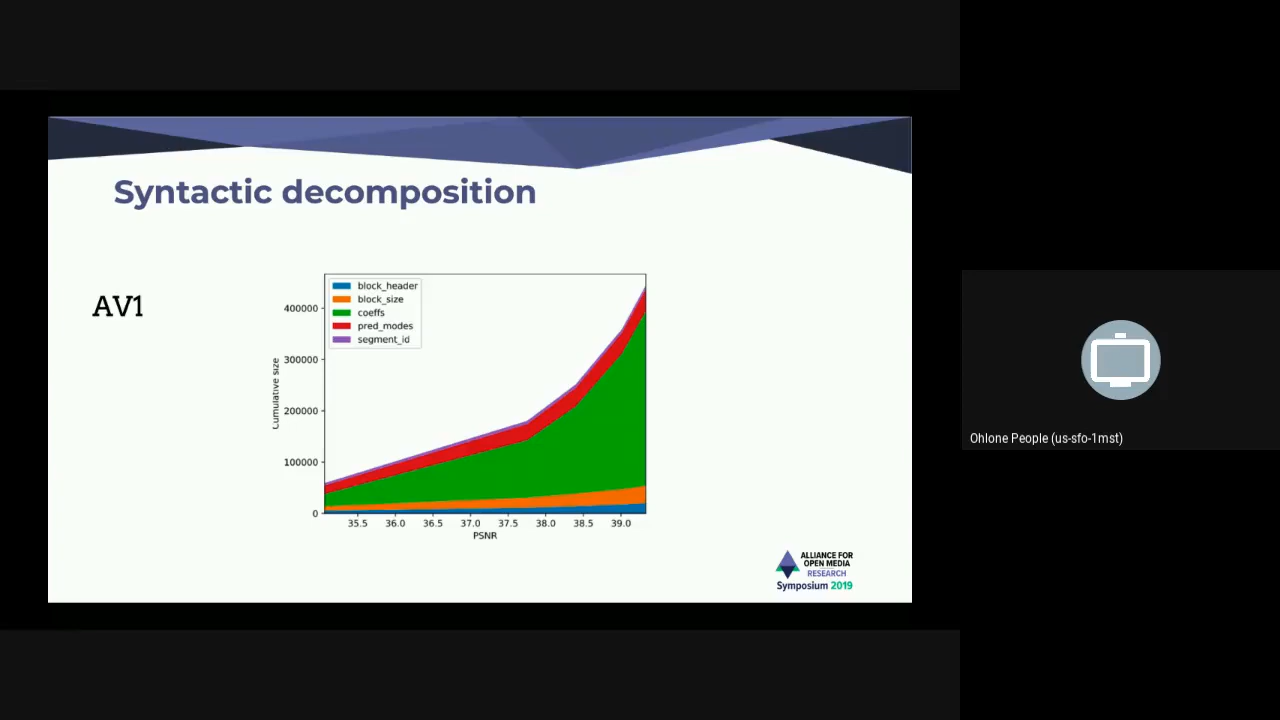 Syntactic decomposition
AV1
block_header
block_size
coeffs
pred_modes
segment_id
Cumulative size
400000
300000
200000
100000
0
35.5 36.0 36.5 37.0 37.5 38.0 38.5 39.0
PSNR
ALLIANCE FOR
OPEN MEDIA
RESEARCH
Symposium 2019
Ohlone People (us-sfo-1mst)